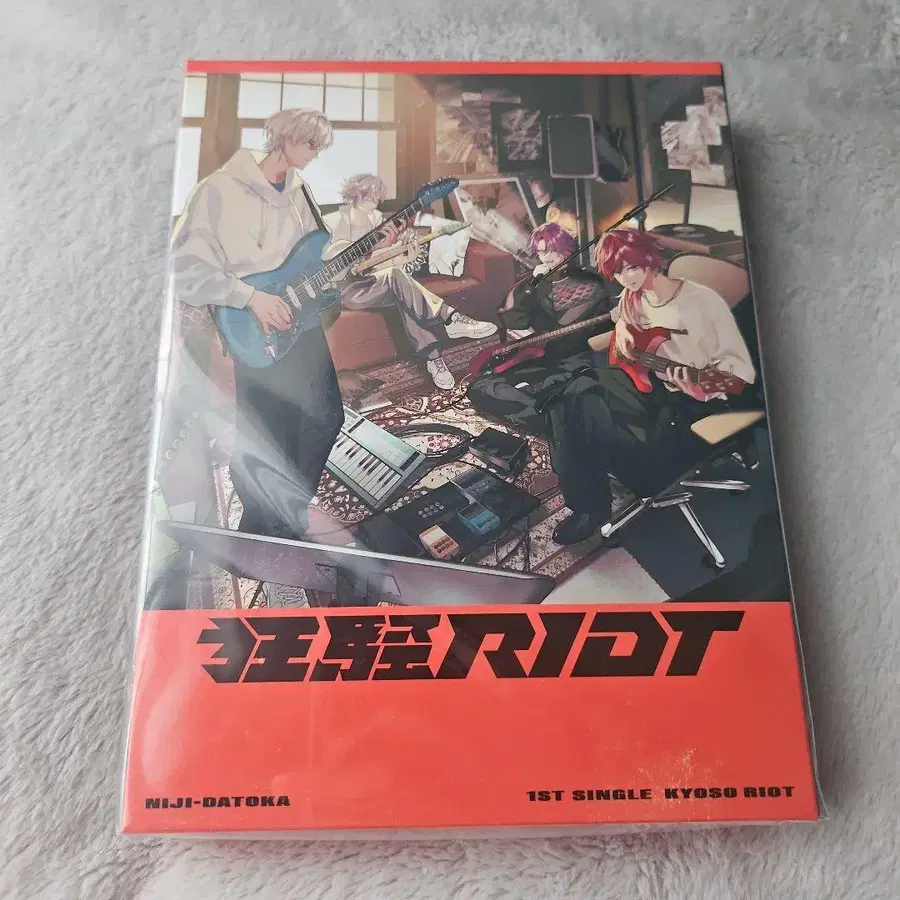 狂騒RIOT
NIJI-DATOKA
1ST SINGLE KYOSO RIOT